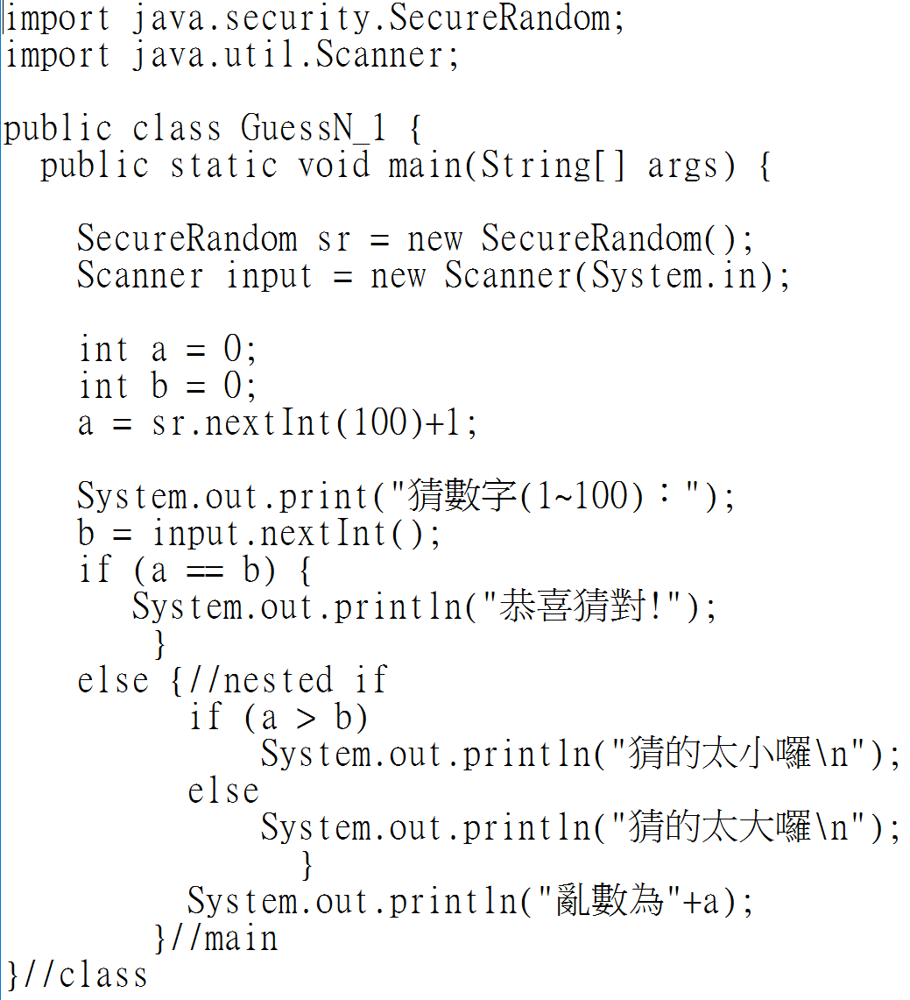 import java.security.SecureRandom;
import java.util.Scanner;

public class GuessN_1 {
  public static void main(String[] args) {

    SecureRandom sr = new SecureRandom();
    Scanner input = new Scanner(System.in);

    int a = 0;
    int b = 0;
    a = sr.nextInt(100)+1;

    System.out.print("猜數字(1~100)：");
    b = input.nextInt();
    if (a == b) {
       System.out.println("恭喜猜對!");
        }
    else {//nested if
          if (a > b)
              System.out.println("猜的太小囉\n");
          else
              System.out.println("猜的太大囉\n");
                }
          System.out.println("亂數為"+a);
        }//main
}//class